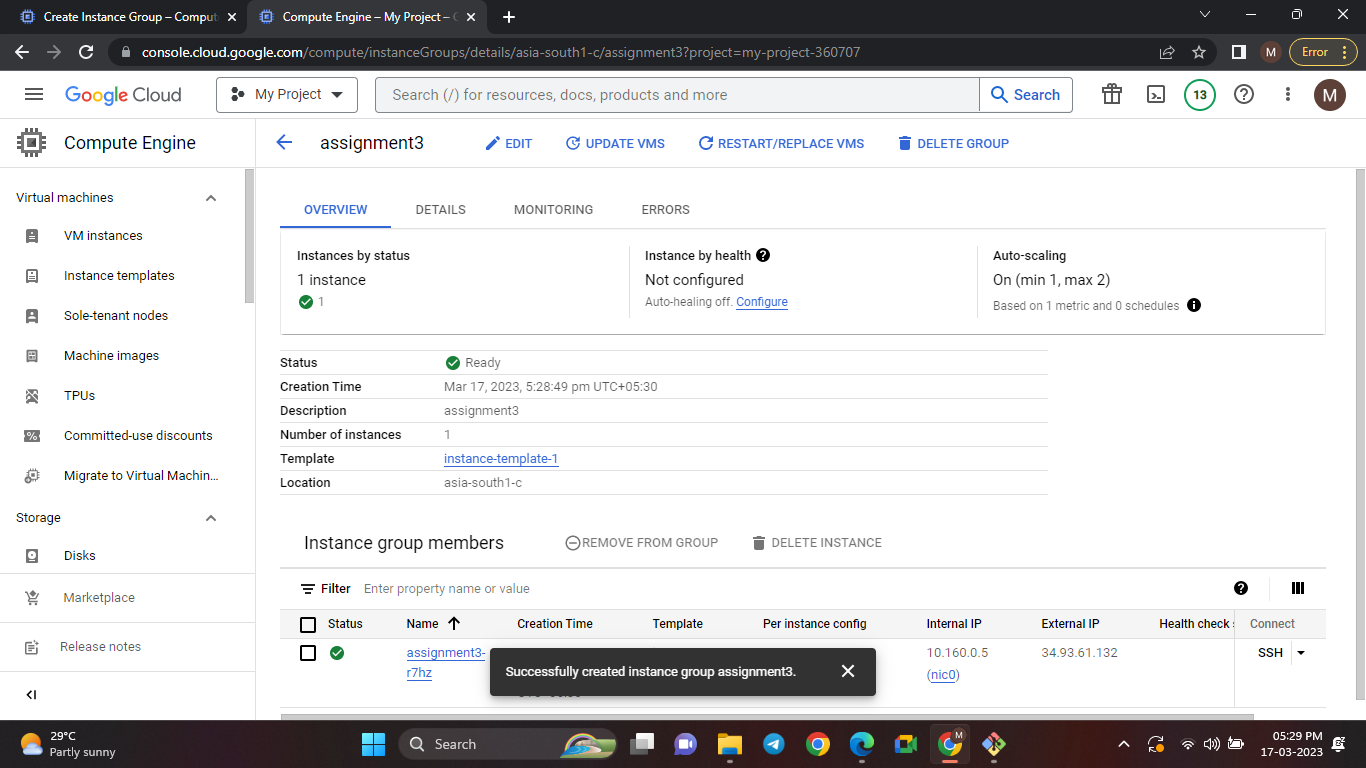 Create Instance Group – Comput
Compute Engine – My Project – G
console.cloud.google.com/compute/instanceGroups/details/asia-south1-c/assignment3?project=my-project-360707
M
Error
Google Cloud
My Project
Search (/) for resources, docs, products and more
Search
13
M
Compute Engine
assignment3
EDIT
UPDATE VMS
RESTART/REPLACE VMS
DELETE GROUP
Virtual machines
VM instances
Instance templates
Sole-tenant nodes
Machine images
TPUs
Committed-use discounts
Migrate to Virtual Machin...
Storage
Disks
Marketplace
Release notes
OVERVIEW
DETAILS
MONITORING
ERRORS
Instances by status
1 instance
1
Instance by health
Not configured
Auto-healing off. Configure
Auto-scaling
On (min 1, max 2)
Based on 1 metric and 0 schedules
Status Ready
Creation Time Mar 17, 2023, 5:28:49 pm UTC+05:30
Description assignment3
Number of instances 1
Template instance-template-1
Location asia-south1-c
Instance group members
REMOVE FROM GROUP
DELETE INSTANCE
Filter Enter property name or value
Status Name Creation Time Template Per instance config Internal IP External IP Health check Connect
assignment3-
r7hz
10.160.0.5
(nic0)
34.93.61.132
SSH
Successfully created instance group assignment3.
29°C
Partly sunny
Search
M
05:29 PM
17-03-2023